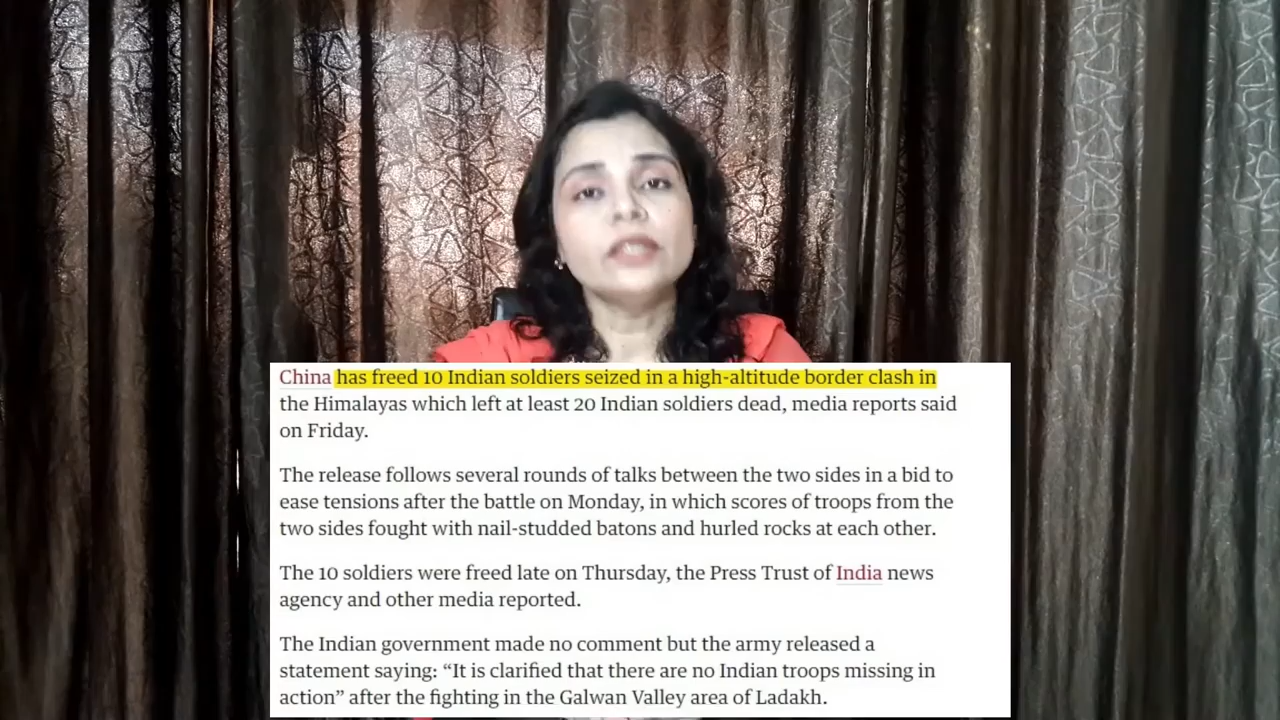 China has freed 10 Indian soldiers seized in a high-altitude border clash in
the Himalayas which left at least 20 Indian soldiers dead, media reports said
on Friday.
The release follows several rounds of talks between the two sides in a bid to
ease tensions after the battle on Monday, in which scores of troops from the
two sides fought with nail-studded batons and hurled rocks at each other.
The 10 soldiers were freed late on Thursday, the Press Trust of India news
agency and other media reported.
The Indian government made no comment but the army released a
statement saying: “It is clarified that there are no Indian troops missing in
action” after the fighting in the Galwan Valley area of Ladakh.